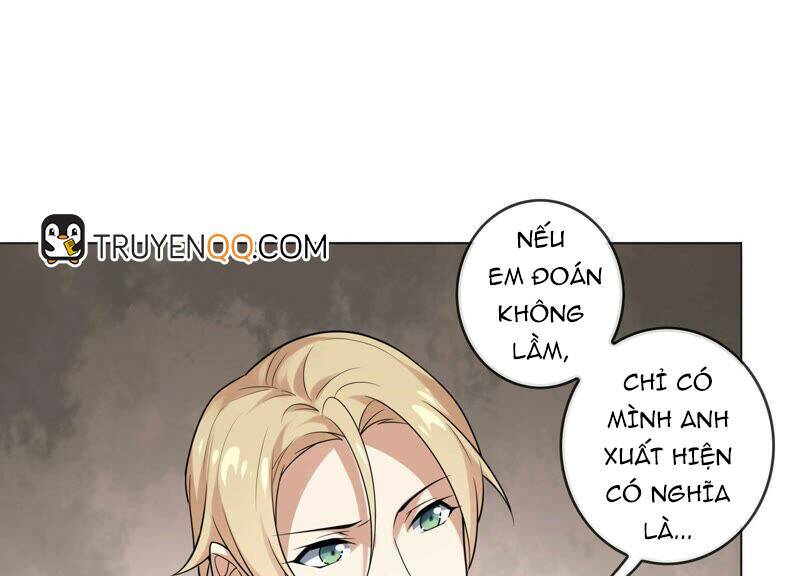 TRUYENQQ.COM
NẾU
EM ĐOÁN
KHÔNG
LẦM,
CHỈ CÓ
MÌNH ANH
XUẤT HIỆN
CÓ NGHĨA
LÀ...